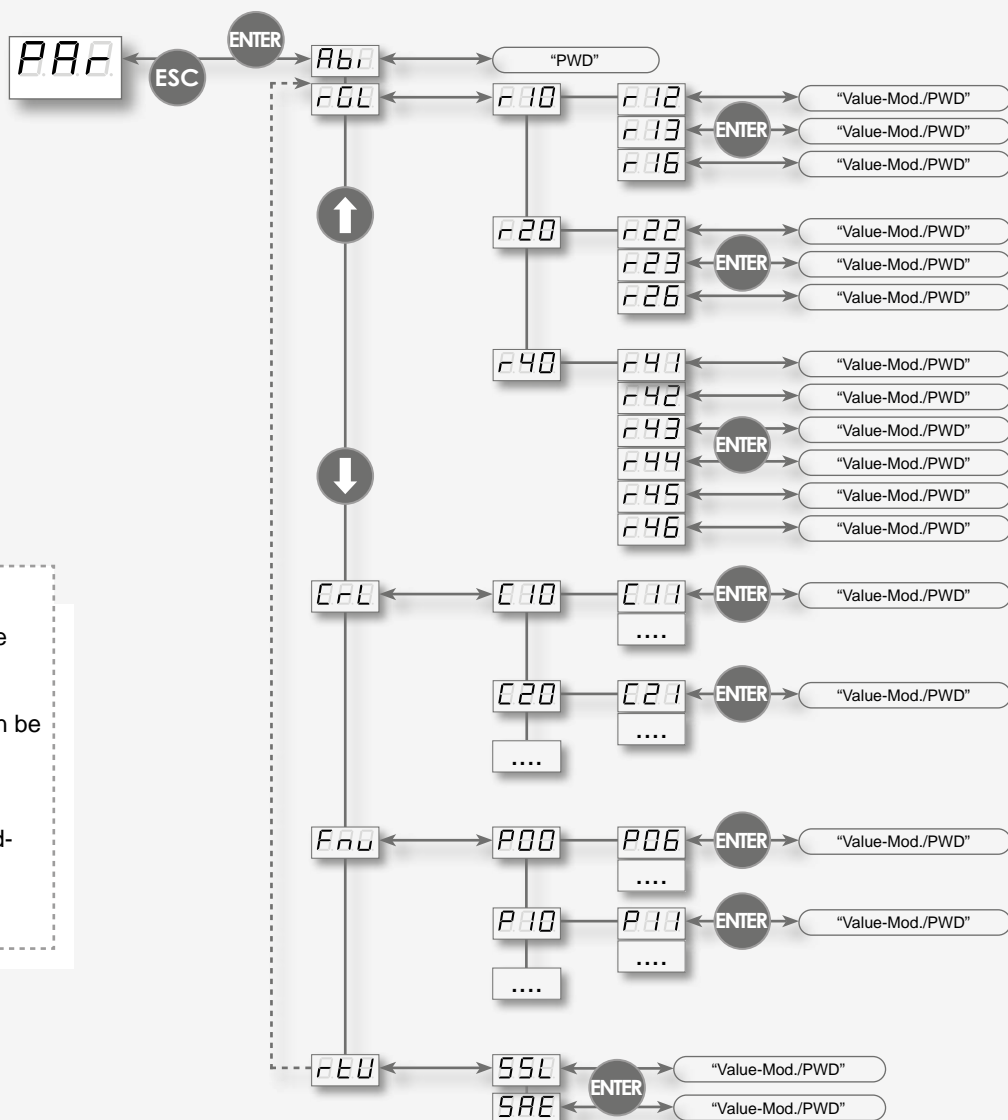 PAr
ESC
ENTER
Abi
"PWD"
rGL
r10
r12
"Value-Mod./PWD"
r13
ENTER
"Value-Mod./PWD"
r16
"Value-Mod./PWD"
r20
r22
"Value-Mod./PWD"
r23
ENTER
"Value-Mod./PWD"
r26
"Value-Mod./PWD"
r40
r41
"Value-Mod./PWD"
r42
"Value-Mod./PWD"
r43
ENTER
"Value-Mod./PWD"
r44
"Value-Mod./PWD"
r45
"Value-Mod./PWD"
r46
"Value-Mod./PWD"
CrL
C10
C11
ENTER
"Value-Mod./PWD"
....
C20
C21
ENTER
"Value-Mod./PWD"
....
....
n be
Fnu
P00
P06
ENTER
"Value-Mod./PWD"
....
P10
P11
ENTER
"Value-Mod./PWD"
....
....
rtU
SSL
ENTER
"Value-Mod./PWD"
SAE
"Value-Mod./PWD"